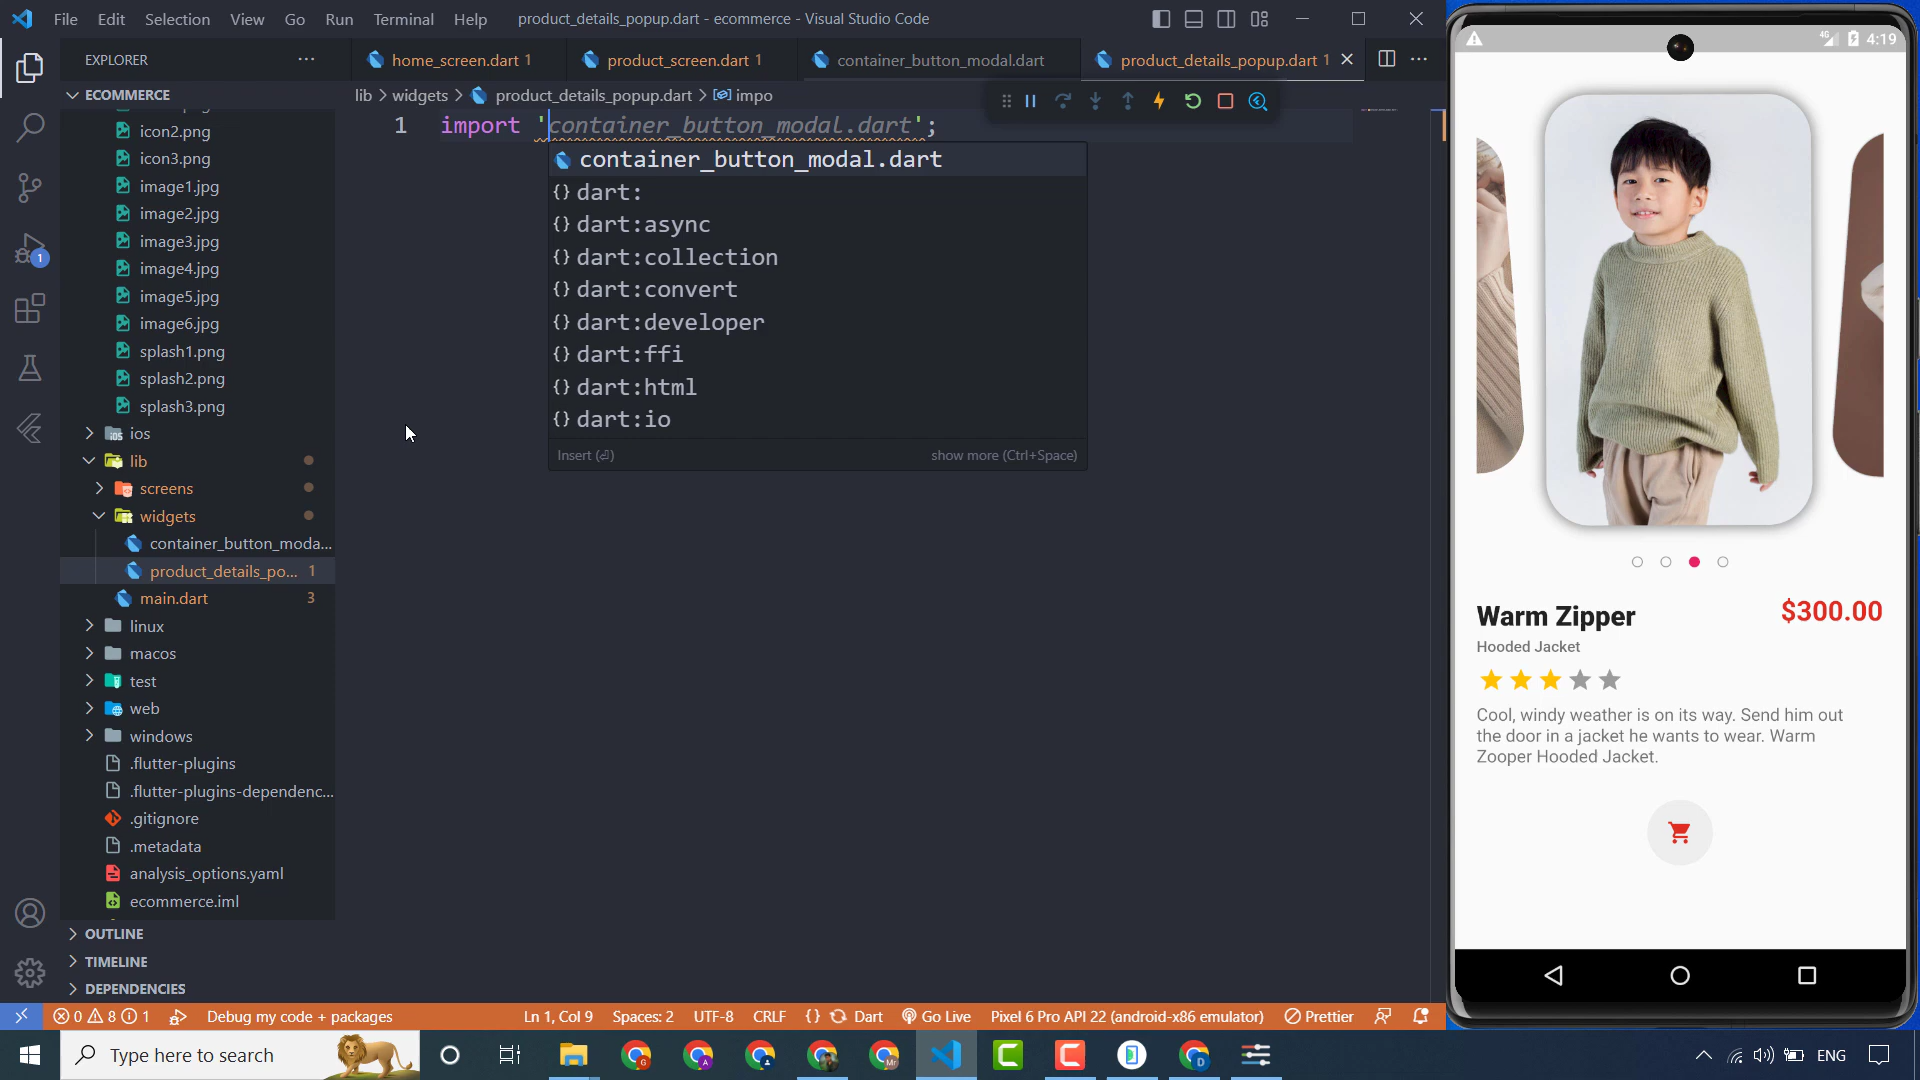 File Edit Selection View Go Run Terminal Help product_details_popup.dart - ecommerce - Visual Studio Code
EXPLORER
home_screen.dart 1
product_screen.dart 1
container_button_modal.dart
product_details_popup.dart 1
ECOMMERCE
lib > widgets > product_details_popup.dart > impo
1 import 'container_button_modal.dart';
container_button_modal.dart
dart:
dart:async
dart:collection
dart:convert
dart:developer
dart:ffi
dart:html
dart:io
Insert (⏎) show more (Ctrl+Space)
icon2.png
icon3.png
image1.jpg
image2.jpg
image3.jpg
image4.jpg
image5.jpg
image6.jpg
splash1.png
splash2.png
splash3.png
ios
lib
screens
widgets
container_button_moda...
product_details_po... 1
main.dart 3
linux
macos
test
web
windows
.flutter-plugins
.flutter-plugins-dependenc...
.gitignore
.metadata
analysis_options.yaml
ecommerce.iml
OUTLINE
TIMELINE
DEPENDENCIES
1
4G 4:19
Warm Zipper
$300.00
Hooded Jacket
Cool, windy weather is on its way. Send him out
the door in a jacket he wants to wear. Warm
Zooper Hooded Jacket.
0 8 1 Debug my code + packages Ln 1, Col 9 Spaces: 2 UTF-8 CRLF {} Dart Go Live Pixel 6 Pro API 22 (android-x86 emulator) Prettier
Type here to search
ENG